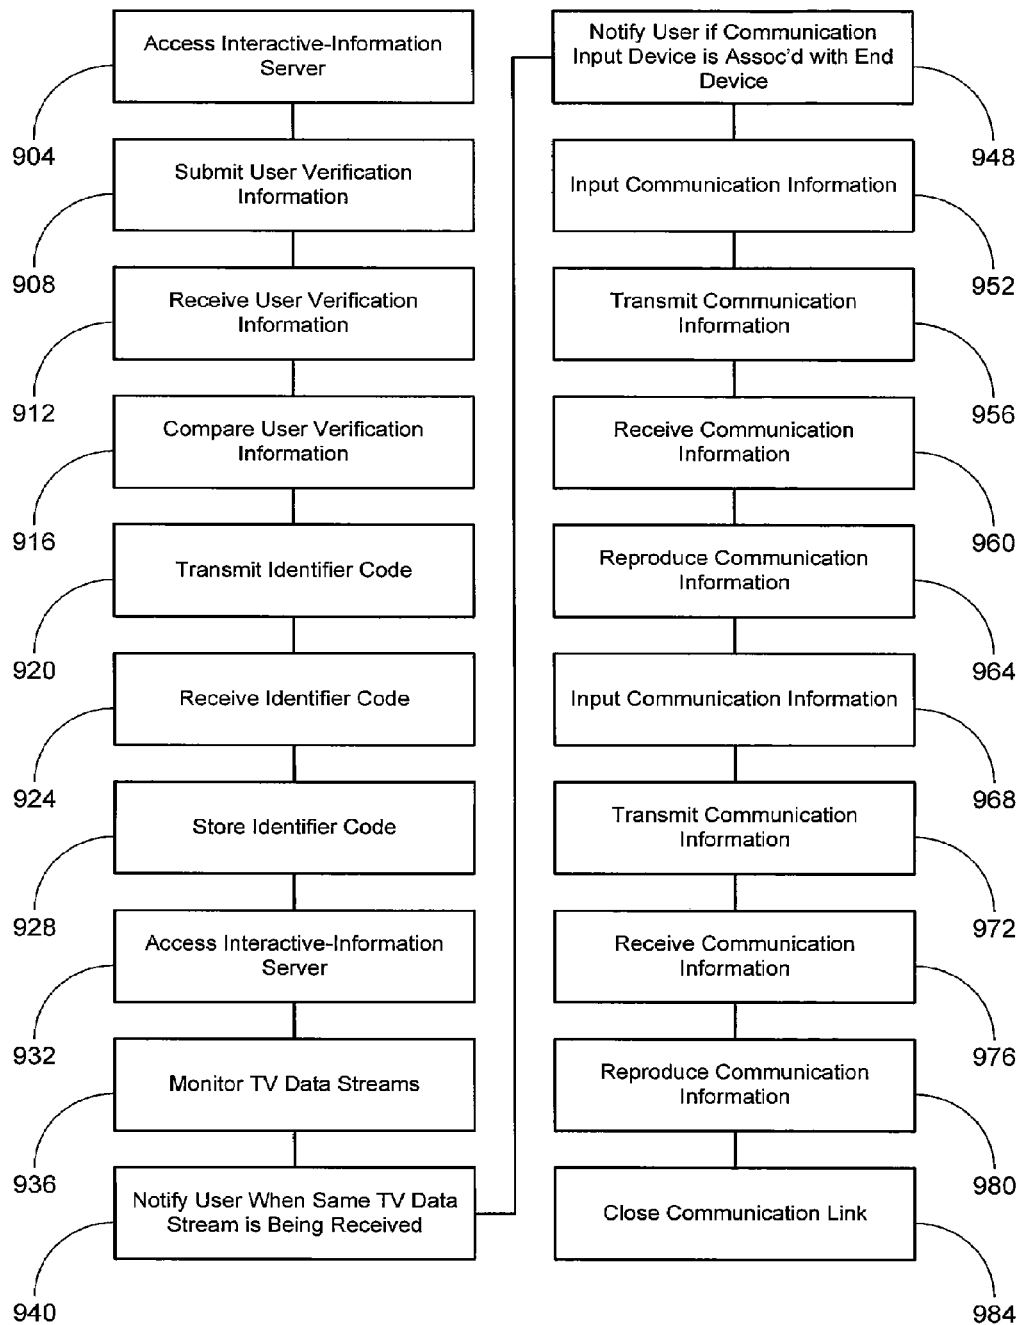 Access Interactive-Information
Server
904
Submit User Verification
Information
908
Receive User Verification
Information
912
Compare User Verification
Information
916
Transmit Identifier Code
920
Receive Identifier Code
924
Store Identifier Code
928
Access Interactive-Information
Server
932
Monitor TV Data Streams
936
Notify User When Same TV Data
Stream is Being Received
940
Notify User if Communication
Input Device is Assoc'd with End
Device
948
Input Communication Information
952
Transmit Communication
Information
956
Receive Communication
Information
960
Reproduce Communication
Information
964
Input Communication Information
968
Transmit Communication
Information
972
Receive Communication
Information
976
Reproduce Communication
Information
980
Close Communication Link
984